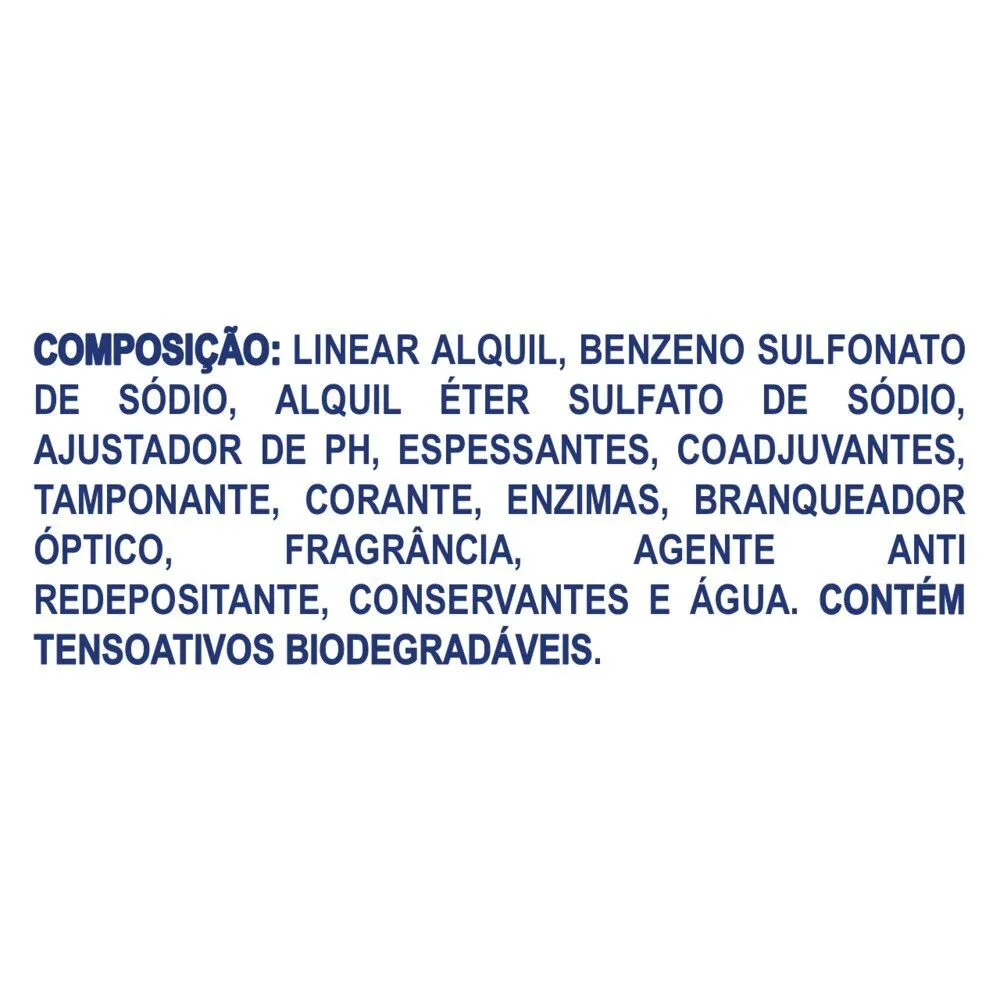 COMPOSIÇÃO: LINEAR ALQUIL, BENZENO SULFONATO
DE SÓDIO, ALQUIL ÉTER SULFATO DE SÓDIO,
AJUSTADOR DE PH, ESPESSANTES, COADJUVANTES,
TAMPONANTE, CORANTE, ENZIMAS, BRANQUEADOR
ÓPTICO, FRAGRÂNCIA, AGENTE ANTI
REDEPOSITANTE, CONSERVANTES E ÁGUA. CONTÉM
TENSOATIVOS BIODEGRADÁVEIS.